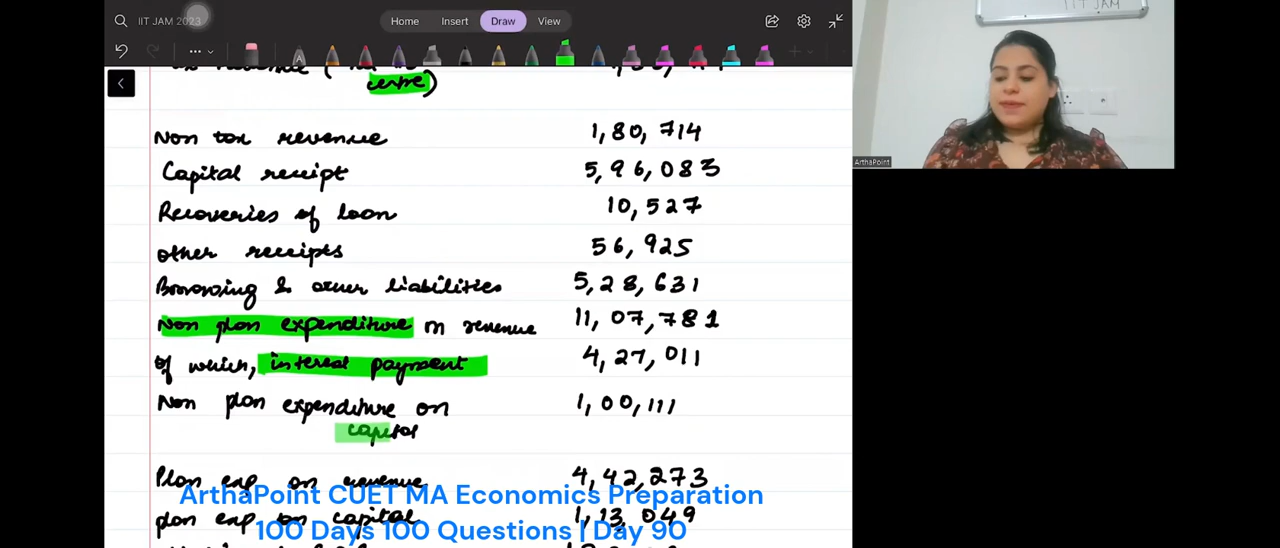 IIT JAM 2023
Home Insert Draw View
IIT JAM
centre)
Non tax revenue 1,80,714
Capital receipt 5,96,083
Recoveries of loan 10,527
other receipts 56,925
Borrowing & other liabilities 5,28,631
Non plan expenditure on revenue 11,07,781
of which, interest payment 4,27,011
Non plan expenditure on 1,00,111
capital
Plan exp on revenue 4,42,273
plan exp on capital 1,13,049
ArthaPoint CUET MA Economics Preparation
100 Days 100 Questions | Day 90
ArthaPoint